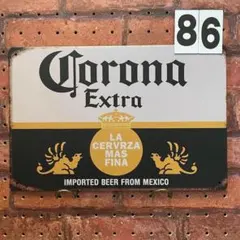 86
Corona
Extra
LA
CERVRZA
MAS
FINA
IMPORTED BEER FROM MEXICO